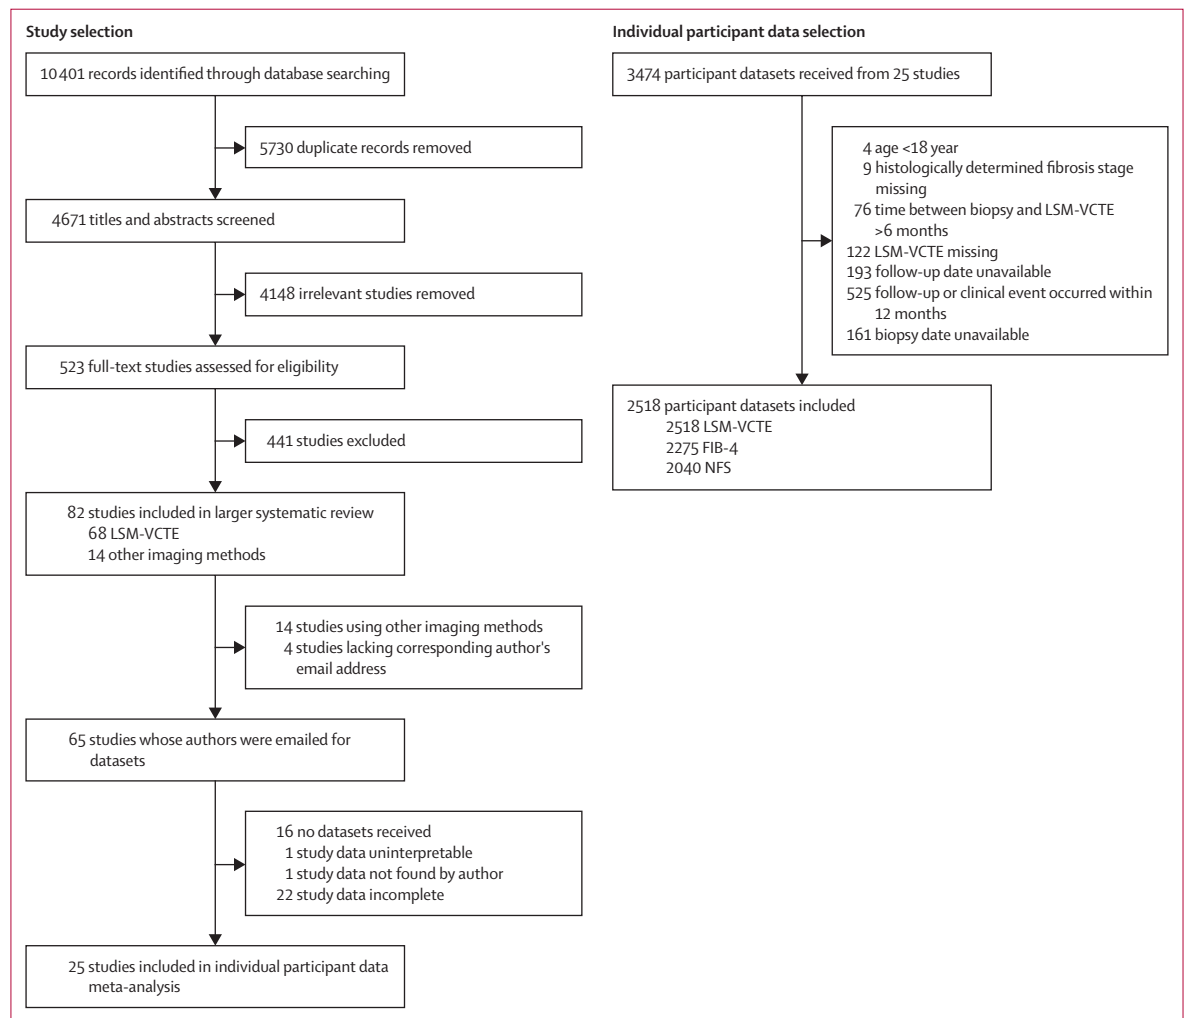 Study selection
10 401 records identified through database searching
5730 duplicate records removed
4671 titles and abstracts screened
4148 irrelevant studies removed
523 full-text studies assessed for eligibility
441 studies excluded
82 studies included in larger systematic review
68 LSM-VCTE
14 other imaging methods
14 studies using other imaging methods
4 studies lacking corresponding author's
email address
65 studies whose authors were emailed for
datasets
16 no datasets received
1 study data uninterpretable
1 study data not found by author
22 study data incomplete
25 studies included in individual participant data
meta-analysis
Individual participant data selection
3474 participant datasets received from 25 studies
4 age <18 year
9 histologically determined fibrosis stage
missing
76 time between biopsy and LSM-VCTE
>6 months
122 LSM-VCTE missing
193 follow-up date unavailable
525 follow-up or clinical event occurred within
12 months
161 biopsy date unavailable
2518 participant datasets included
2518 LSM-VCTE
2275 FIB-4
2040 NFS